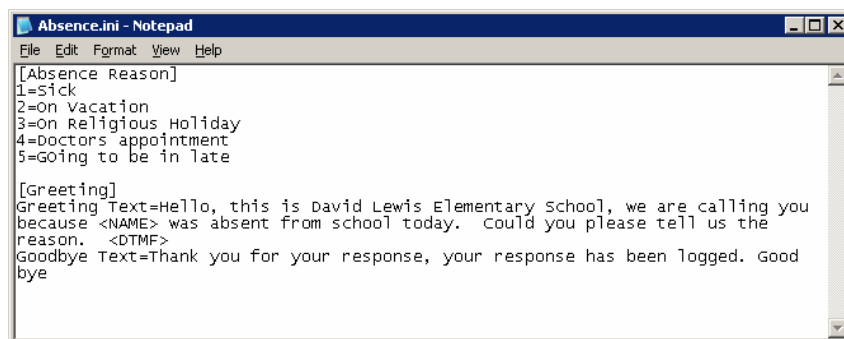 Absence.ini - Notepad
File Edit Format View Help
[Absence Reason]
1=Sick
2=On Vacation
3=On Religious Holiday
4=Doctors appointment
5=GOing to be in late
[Greeting]
Greeting Text=Hello, this is David Lewis Elementary School, we are calling you
because <NAME> was absent from school today.  Could you please tell us the
reason.  <DTMF>
Goodbye Text=Thank you for your response, your response has been logged. Good
bye